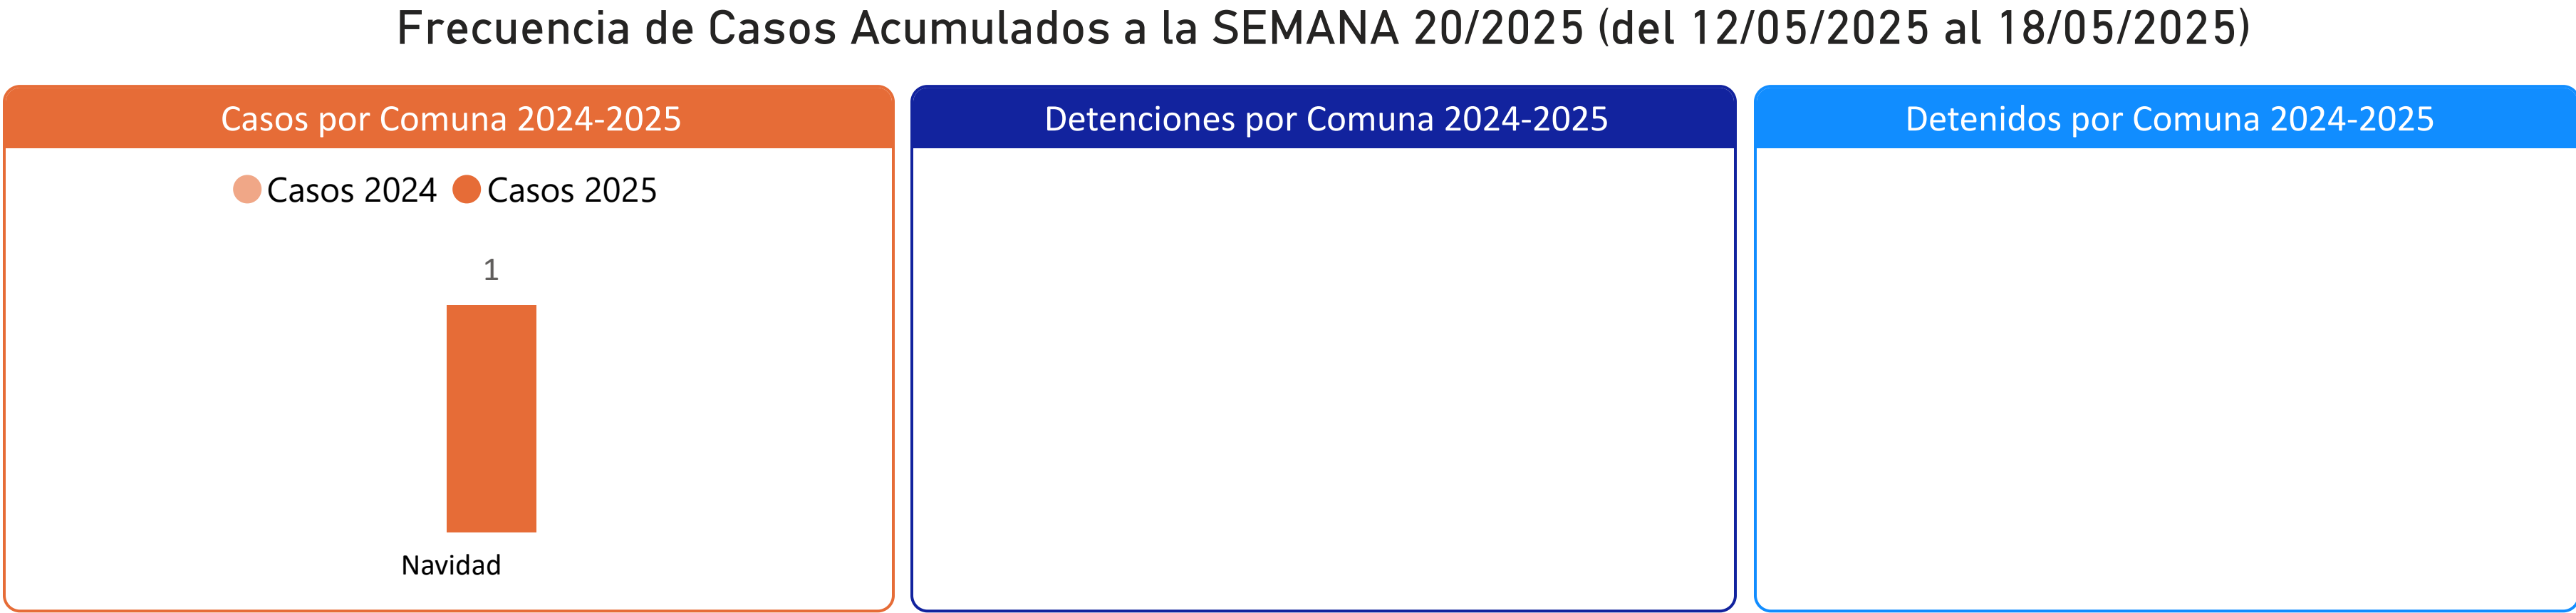 Frecuencia de Casos Acumulados a la SEMANA 20/2025 (del 12/05/2025 al 18/05/2025)
Casos por Comuna 2024-2025
Casos 2024 Casos 2025
1
Navidad
Detenciones por Comuna 2024-2025
Detenidos por Comuna 2024-2025